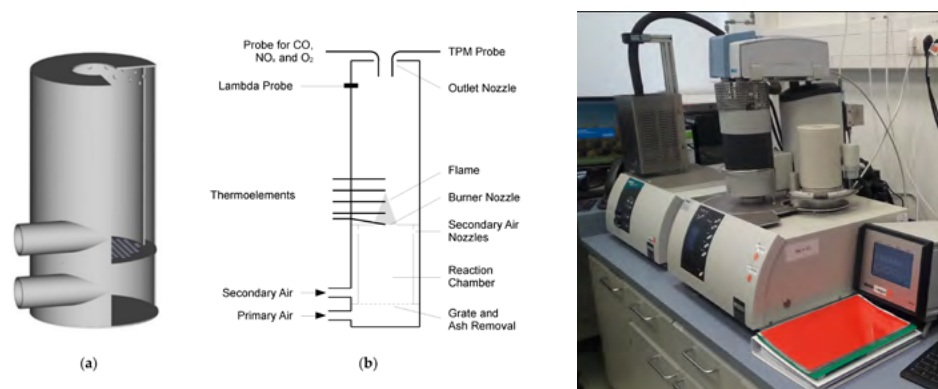 Probe for CO,
NOₓ and O₂
TPM Probe
Lambda Probe
Outlet Nozzle
Flame
Thermoelements
Burner Nozzle
Secondary Air
Nozzles
Reaction
Chamber
Secondary Air
Primary Air
Grate and
Ash Removal
(a)
(b)